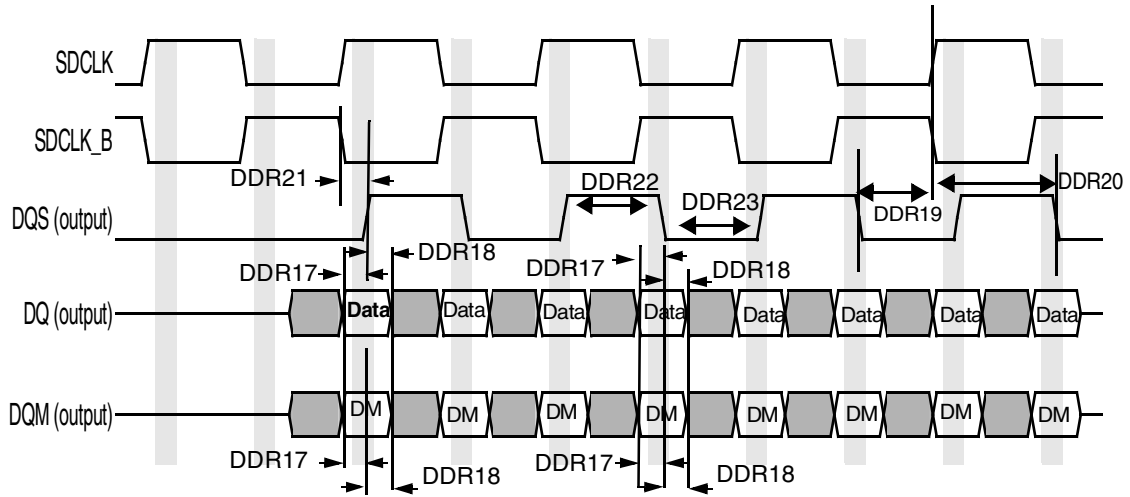 SDCLK
SDCLK_B
DDR21
DDR22
DDR20
DQS (output)
DDR23
DDR19
DDR18
DDR17
DDR17
DDR18
DQ (output)
Data
Data
Data
Data
Data
Data
Data
Data
DQM (output)
DM
DM
DM
DM
DM
DM
DM
DM
DDR17
DDR18
DDR17
DDR18